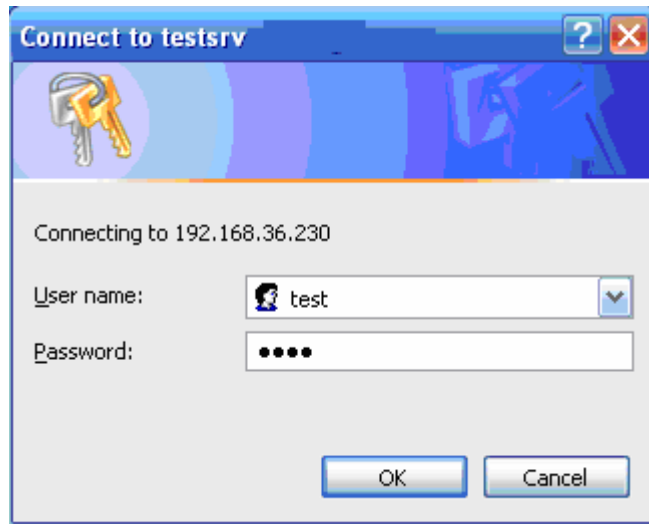 Connect to testsrv
Connecting to 192.168.36.230
User name: test
Password: ●●●●
OK Cancel